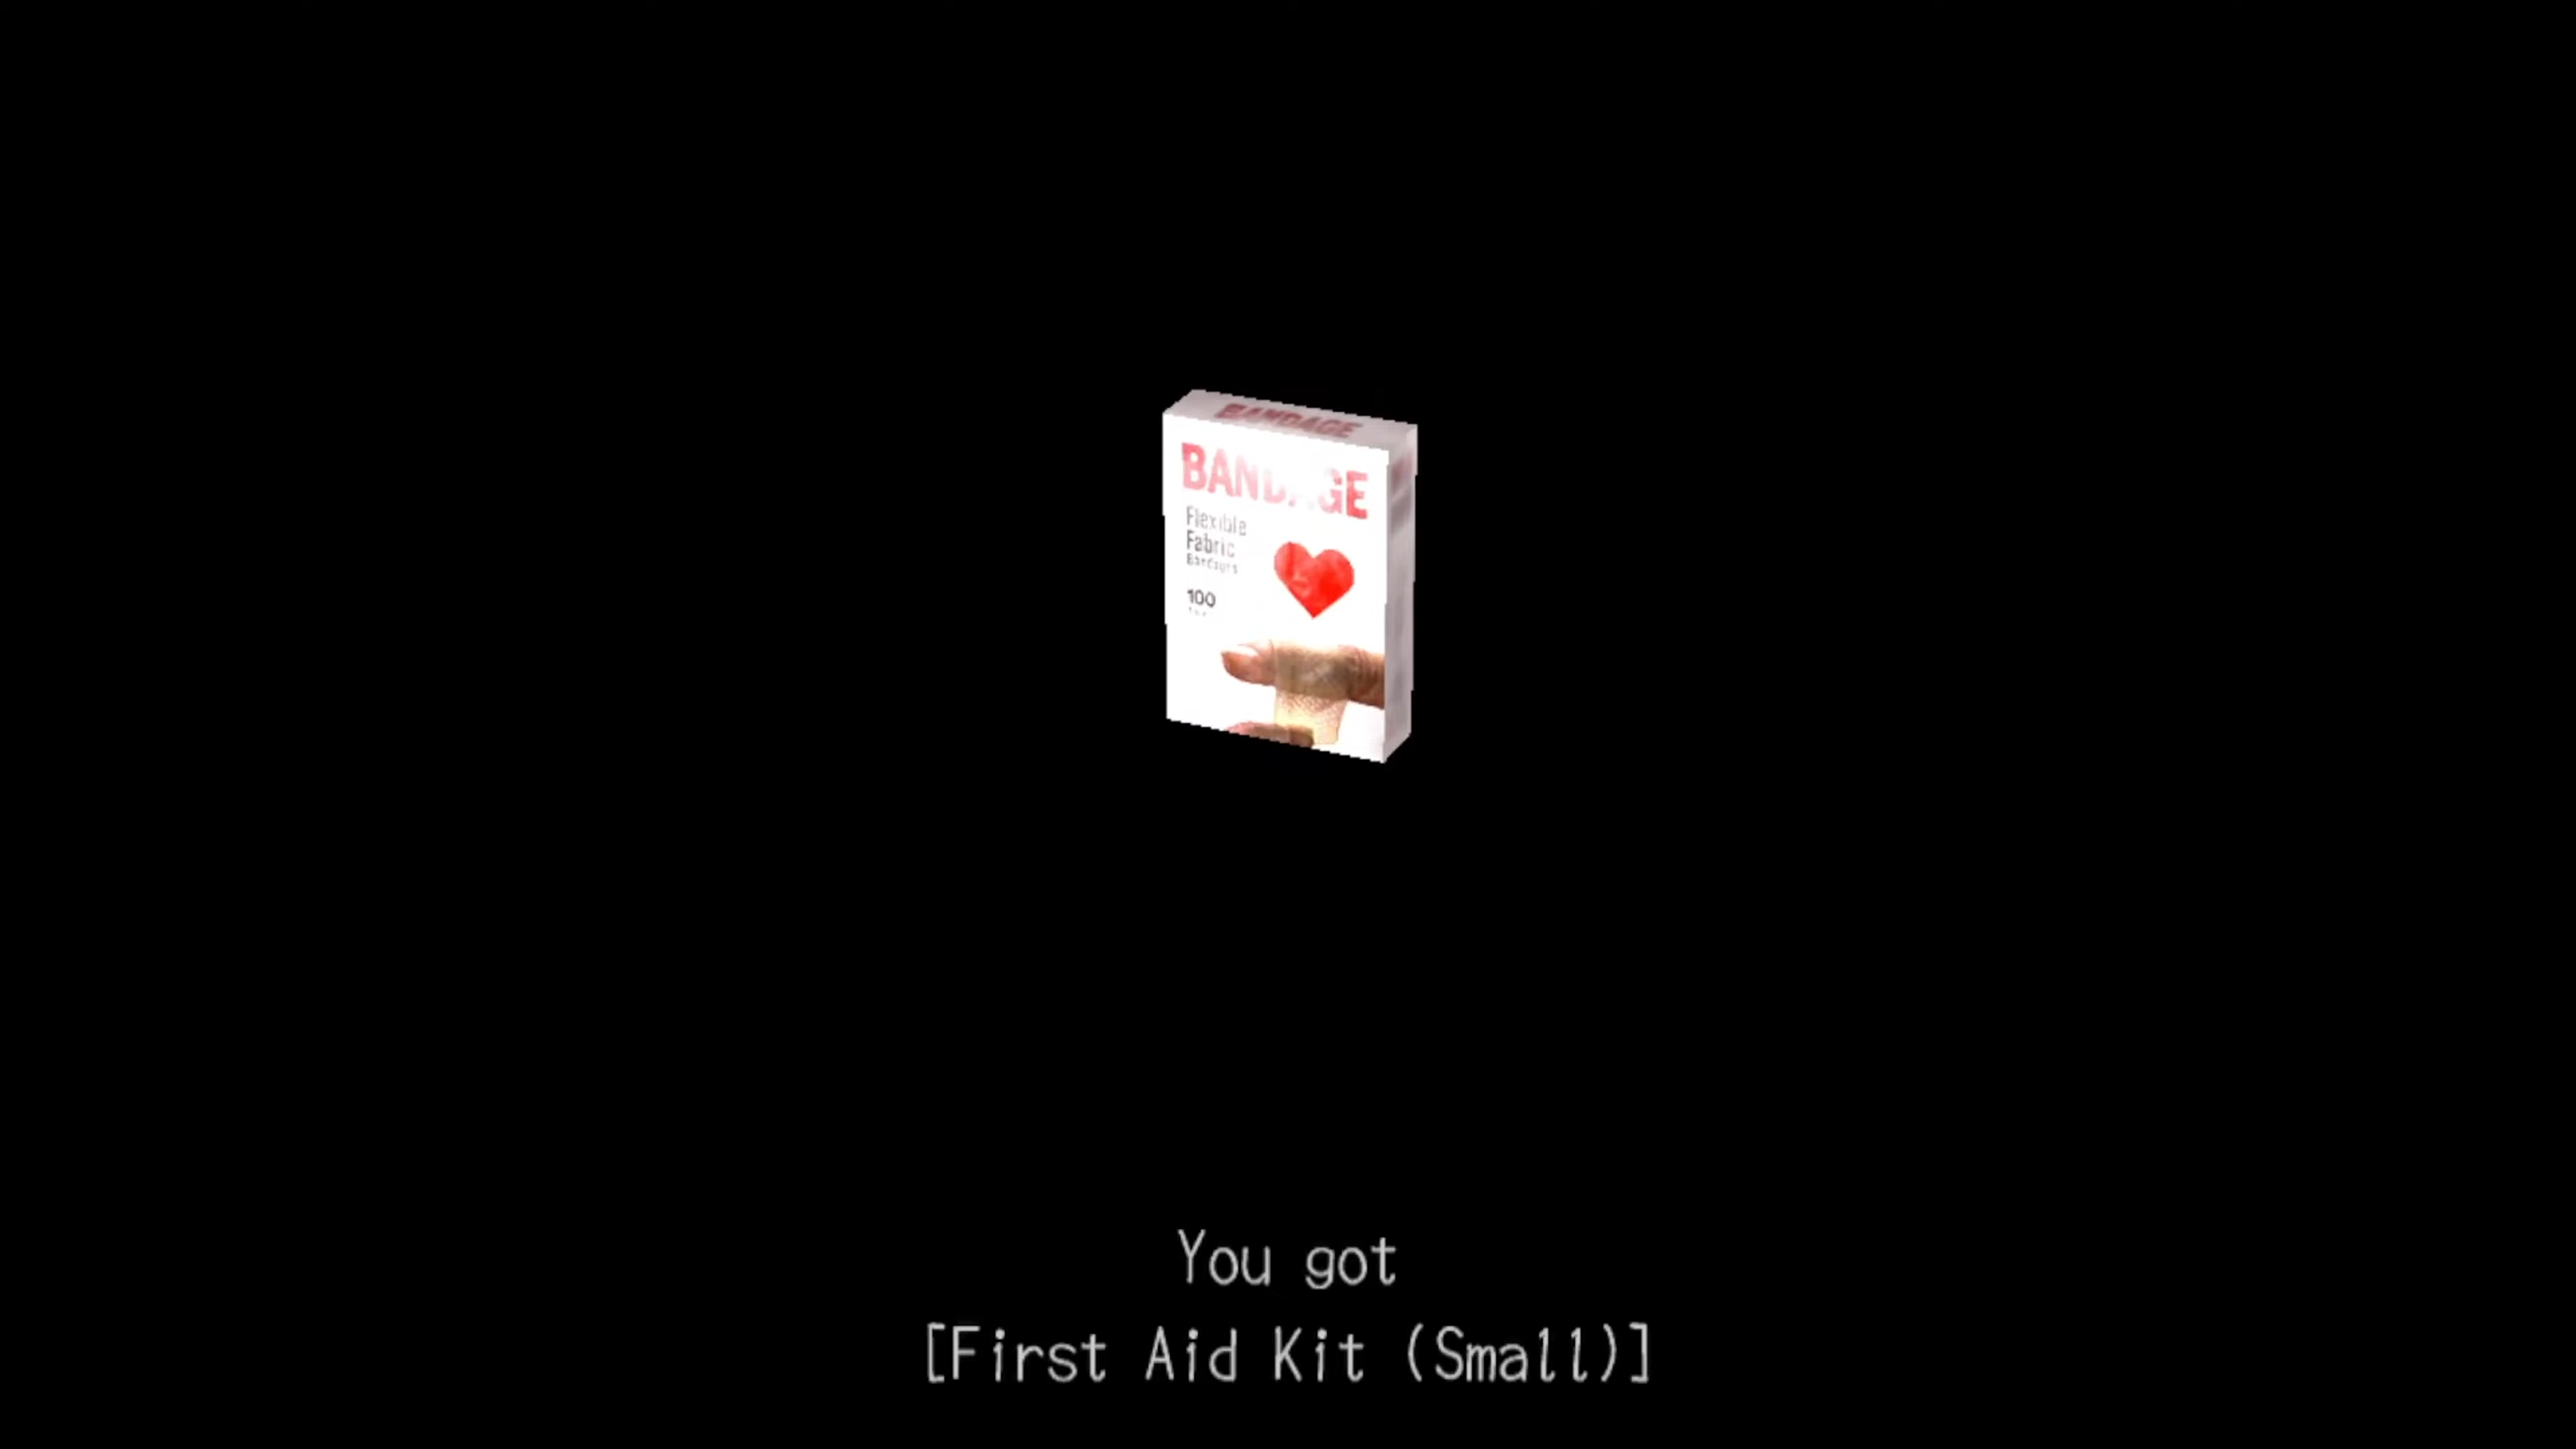 BANDAGE
BANDAGE
Flexible
Fabric
100
You got
[First Aid Kit (Small)]